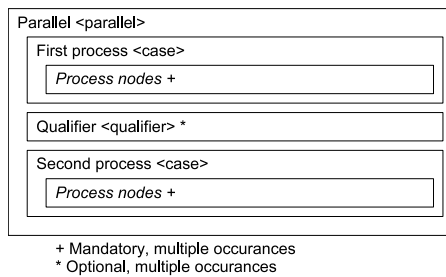 Parallel <parallel>
First process <case>
Process nodes +
Qualifier <qualifier> *
Second process <case>
Process nodes +
+ Mandatory, multiple occurances
* Optional, multiple occurances